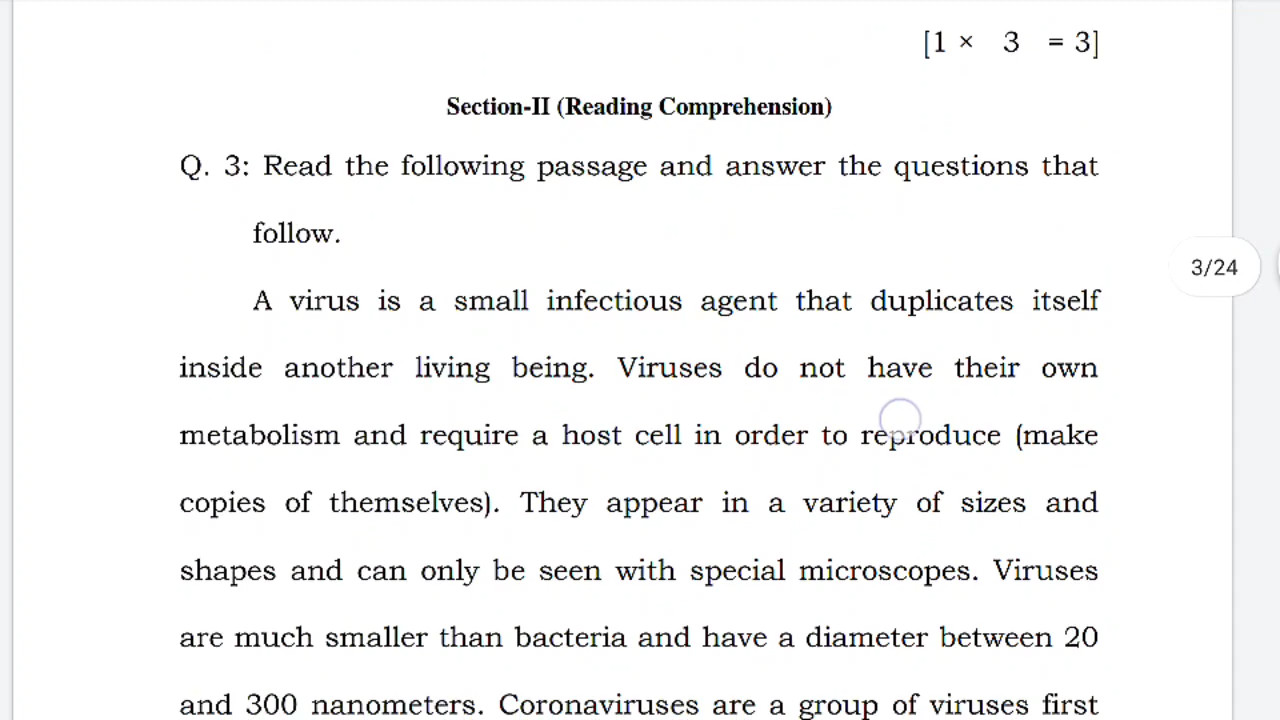 [1 × 3 = 3]
Section-II (Reading Comprehension)
Q. 3: Read the following passage and answer the questions that
follow.
3/24
A virus is a small infectious agent that duplicates itself
inside another living being. Viruses do not have their own
metabolism and require a host cell in order to reproduce (make
copies of themselves). They appear in a variety of sizes and
shapes and can only be seen with special microscopes. Viruses
are much smaller than bacteria and have a diameter between 20
and 300 nanometers. Coronaviruses are a group of viruses first